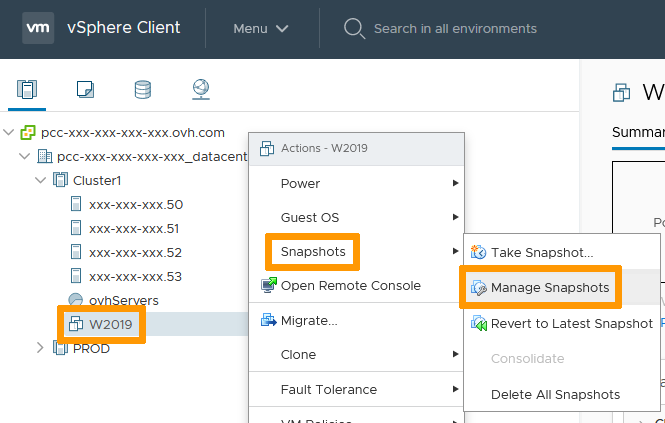 vm vSphere Client Menu Search in all environments
W
pcc-xxx-xxx-xxx-xxx.ovh.com
Summar
pcc-xxx-xxx-xxx-xxx_datacent
Cluster1
xxx-xxx-xxx.50
xxx-xxx-xxx.51
xxx-xxx-xxx.52
xxx-xxx-xxx.53
ovhServers
W2019
PROD
Actions - W2019
Power
Guest OS
Snapshots
Open Remote Console
Migrate...
Clone
Fault Tolerance
VM Policies
Take Snapshot...
Manage Snapshots
Revert to Latest Snapshot
Consolidate
Delete All Snapshots
Po